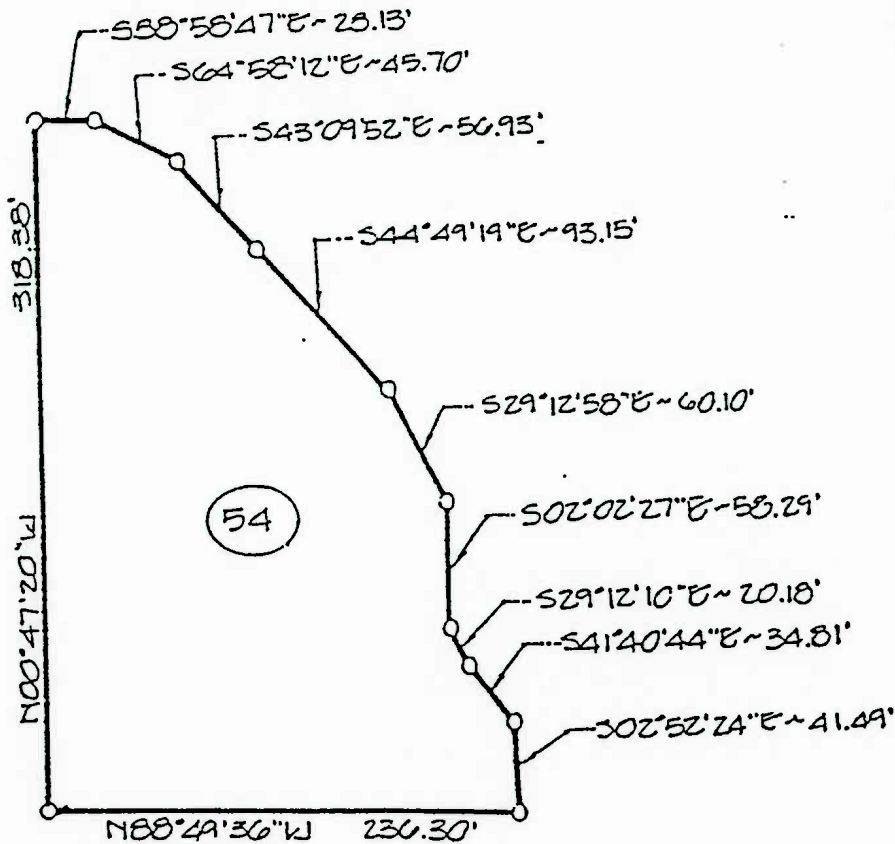 S88°58'47"E~28.13'
S64°58'12"E~45.70'
S43°09'52"E~56.93'
S44°49'19"E~93.15'
318.38'
S29°12'58"E~60.10'
54
S02°02'27"E~58.29'
S29°12'10"E~20.18'
S41°40'44"E~34.81'
N00°47'20"W
S02°52'24"E~41.49'
N88°49'36"W 236.30'